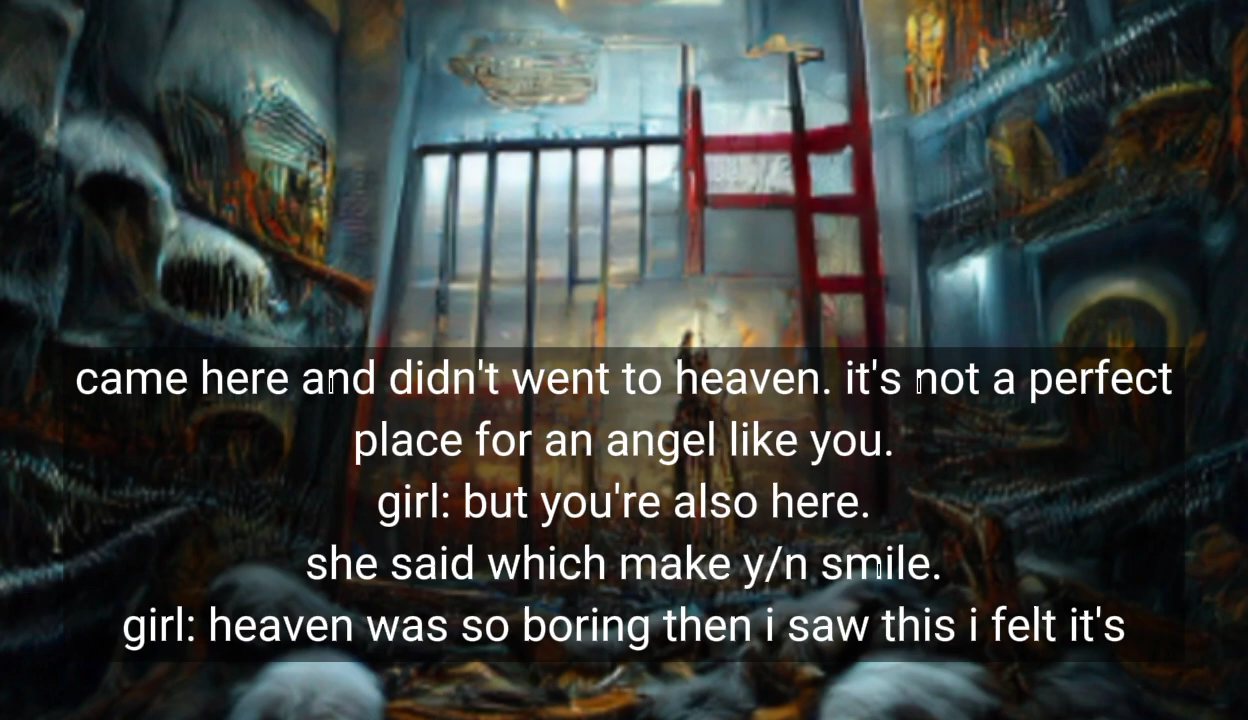 came here and didn't went to heaven. it's not a perfect
place for an angel like you.
girl: but you're also here.
she said which make y/n smile.
girl: heaven was so boring then i saw this i felt it's